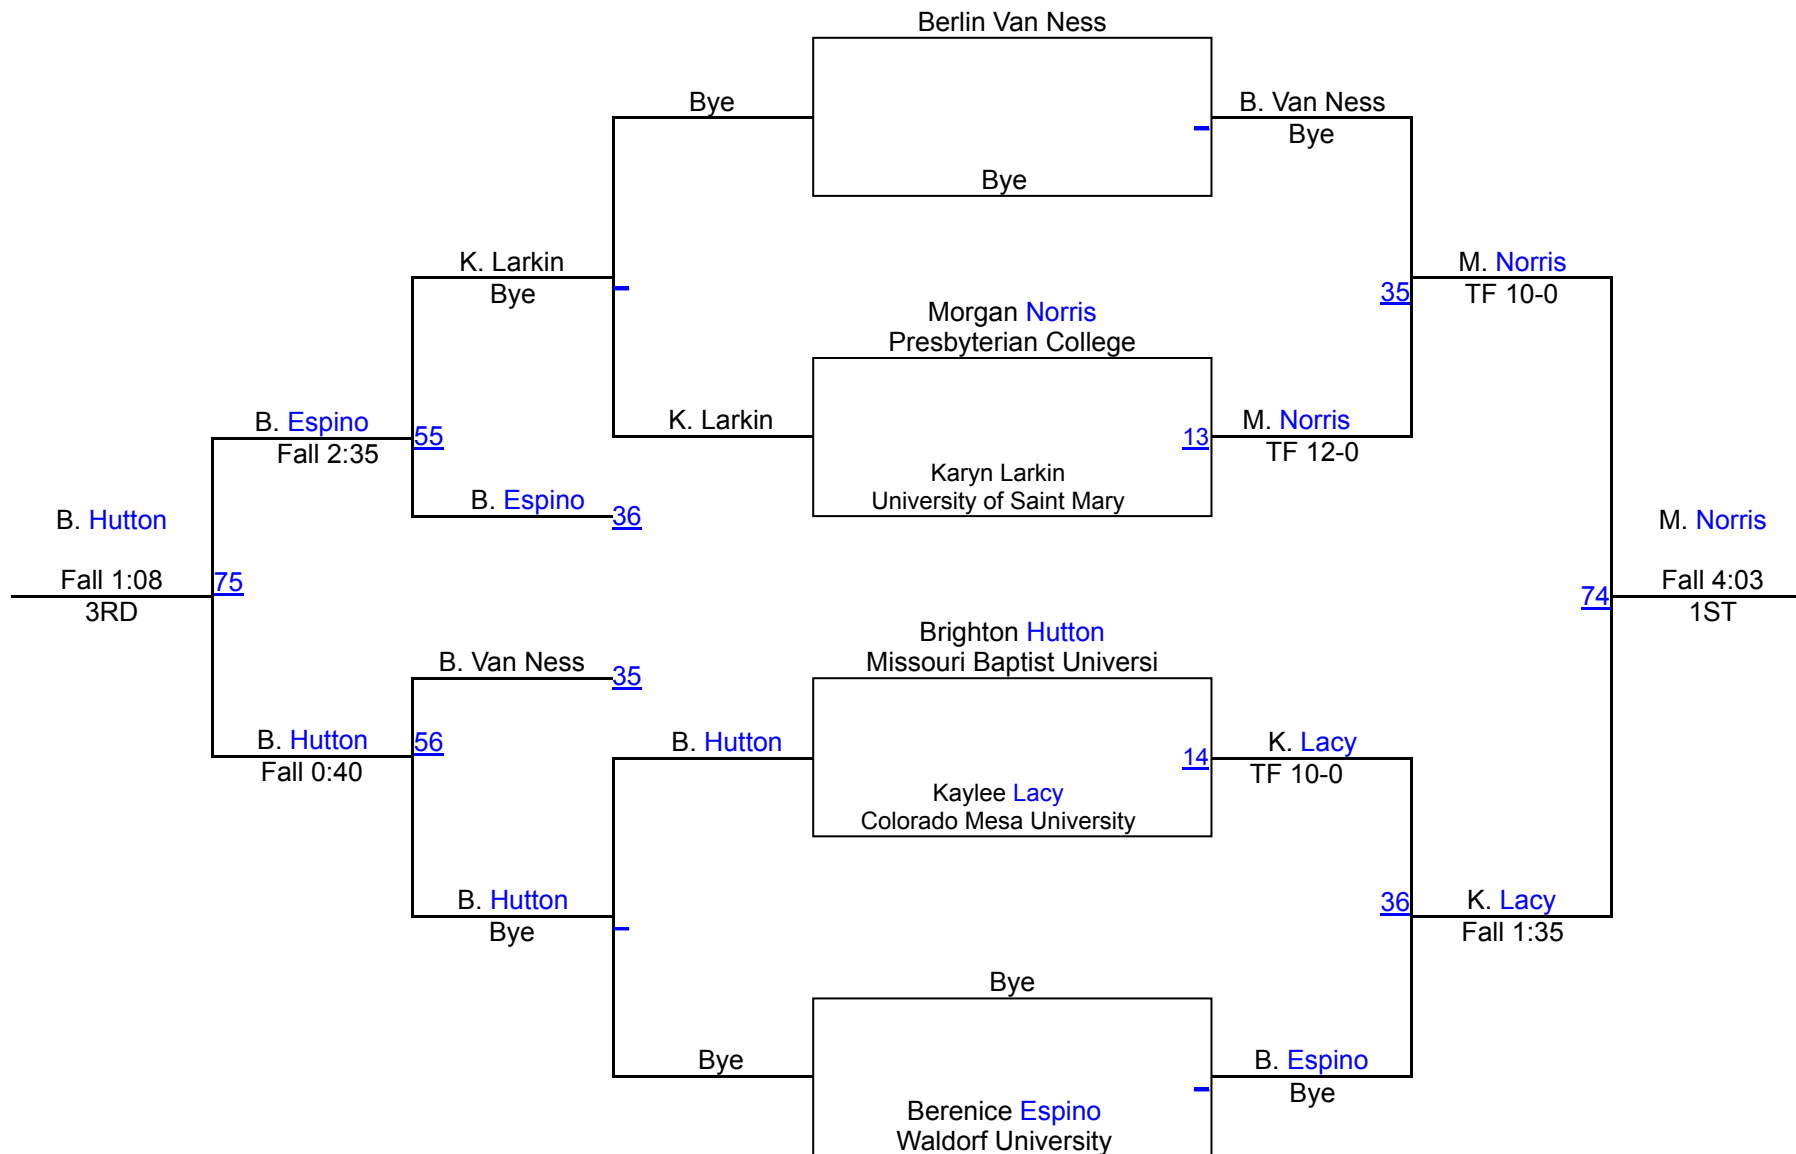 Berlin Van Ness
Bye
B. Van Ness
Bye
Bye
K. Larkin
Bye
M. Norris
TF 10-0
35
Morgan Norris
Presbyterian College
K. Larkin
13
M. Norris
TF 12-0
B. Espino
Fall 2:35
55
Karyn Larkin
University of Saint Mary
B. Espino
36
B. Hutton
M. Norris
Fall 1:08
3RD
75
74
Fall 4:03
1ST
Brighton Hutton
Missouri Baptist Universi
B. Van Ness
35
B. Hutton
Fall 0:40
56
B. Hutton
14
K. Lacy
TF 10-0
Kaylee Lacy
Colorado Mesa University
B. Hutton
Bye
36
K. Lacy
Fall 1:35
Bye
Bye
B. Espino
Bye
Berenice Espino
Waldorf University